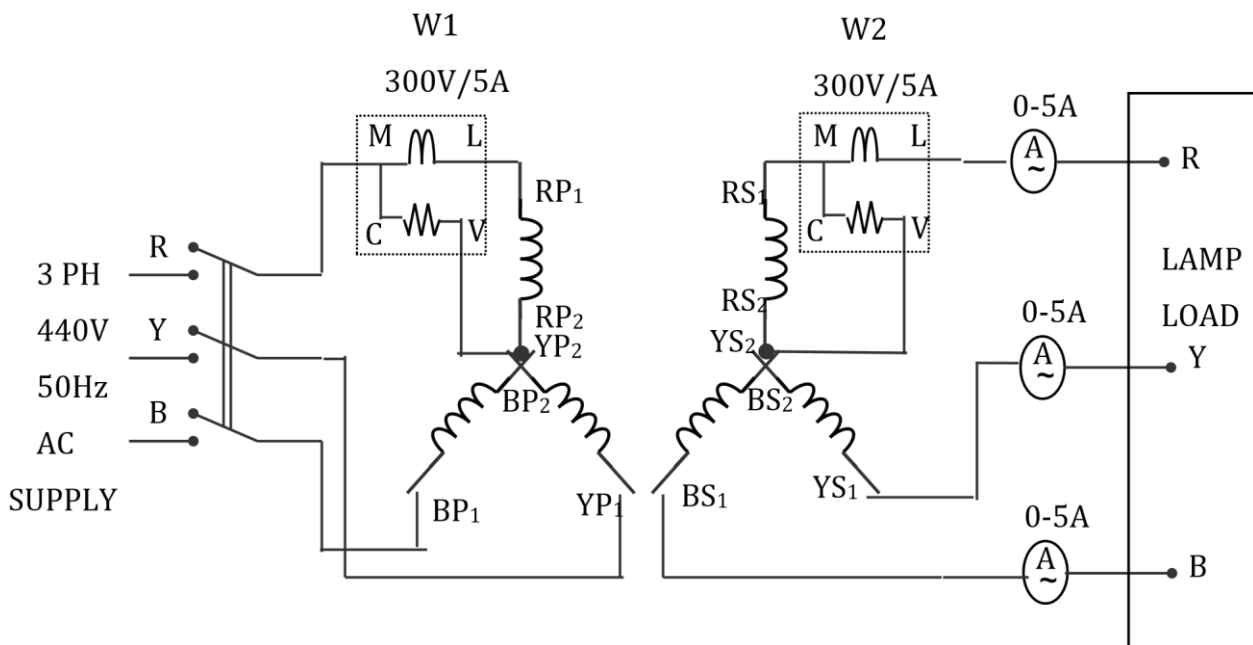 W1
300V/5A
M L
C V
RP₁
RP₂
YP₂
BP₂
BP₁
YP₁
R
3 PH
440V
Y
50Hz
B
AC
SUPPLY
W2
300V/5A
M L
C V
RS₁
RS₂
YS₂
BS₂
BS₁
YS₁
0-5A
A
~
R
0-5A
A
~
Y
0-5A
A
~
B
LAMP
LOAD